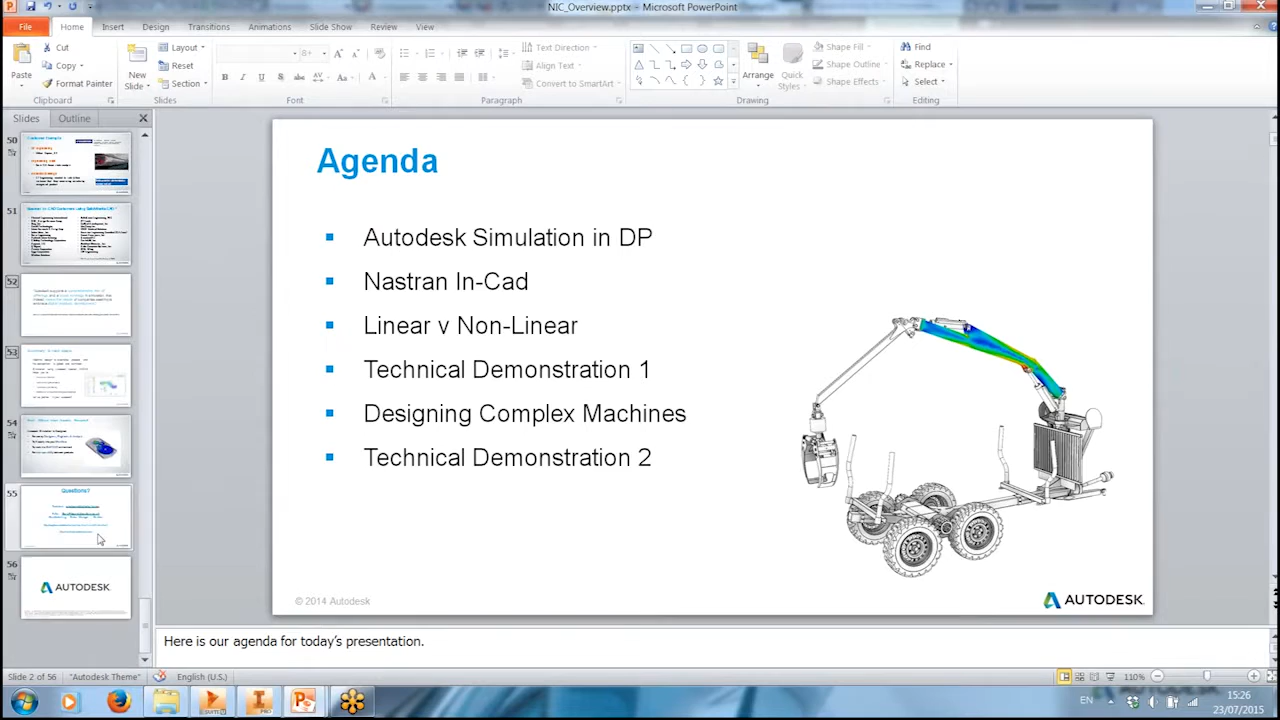 NIC_Overview.pptx - Microsoft PowerPoint
File Home Insert Design Transitions Animations Slide Show Review View
Paste Cut Copy Format Painter
New Slide Layout Reset Section
Text Direction Align Text Convert to SmartArt
Arrange Quick Styles Shape Fill Shape Outline Shape Effects
Find Replace Select
Clipboard Slides Font Paragraph Drawing Editing
Slides Outline
50
51
52
53
54
55
Questions?
56
AUTODESK
Agenda
Autodesk Simulation in DP
Nastran In-Cad
Linear v Non-Linear
Technical Demonstration 1
Designing Complex Machines
Technical Demonstration 2
© 2014 Autodesk
AUTODESK
Here is our agenda for today's presentation.
Slide 2 of 56 "Autodesk Theme" English (U.S.) 110%
EN 15:26
23/07/2015